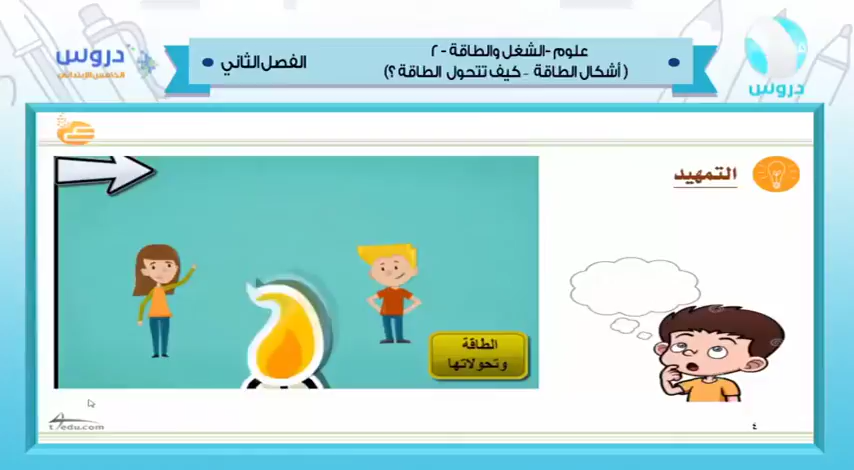 علوم -الشغل والطاقة - ٢
( أشكال الطاقة - كيف تتحول الطاقة ؟)
الفصل الثاني
دروس
الخامس الإبتدائي
دروس
التمهيد
الطاقة
وتحولاتها
t4edu.com
٤